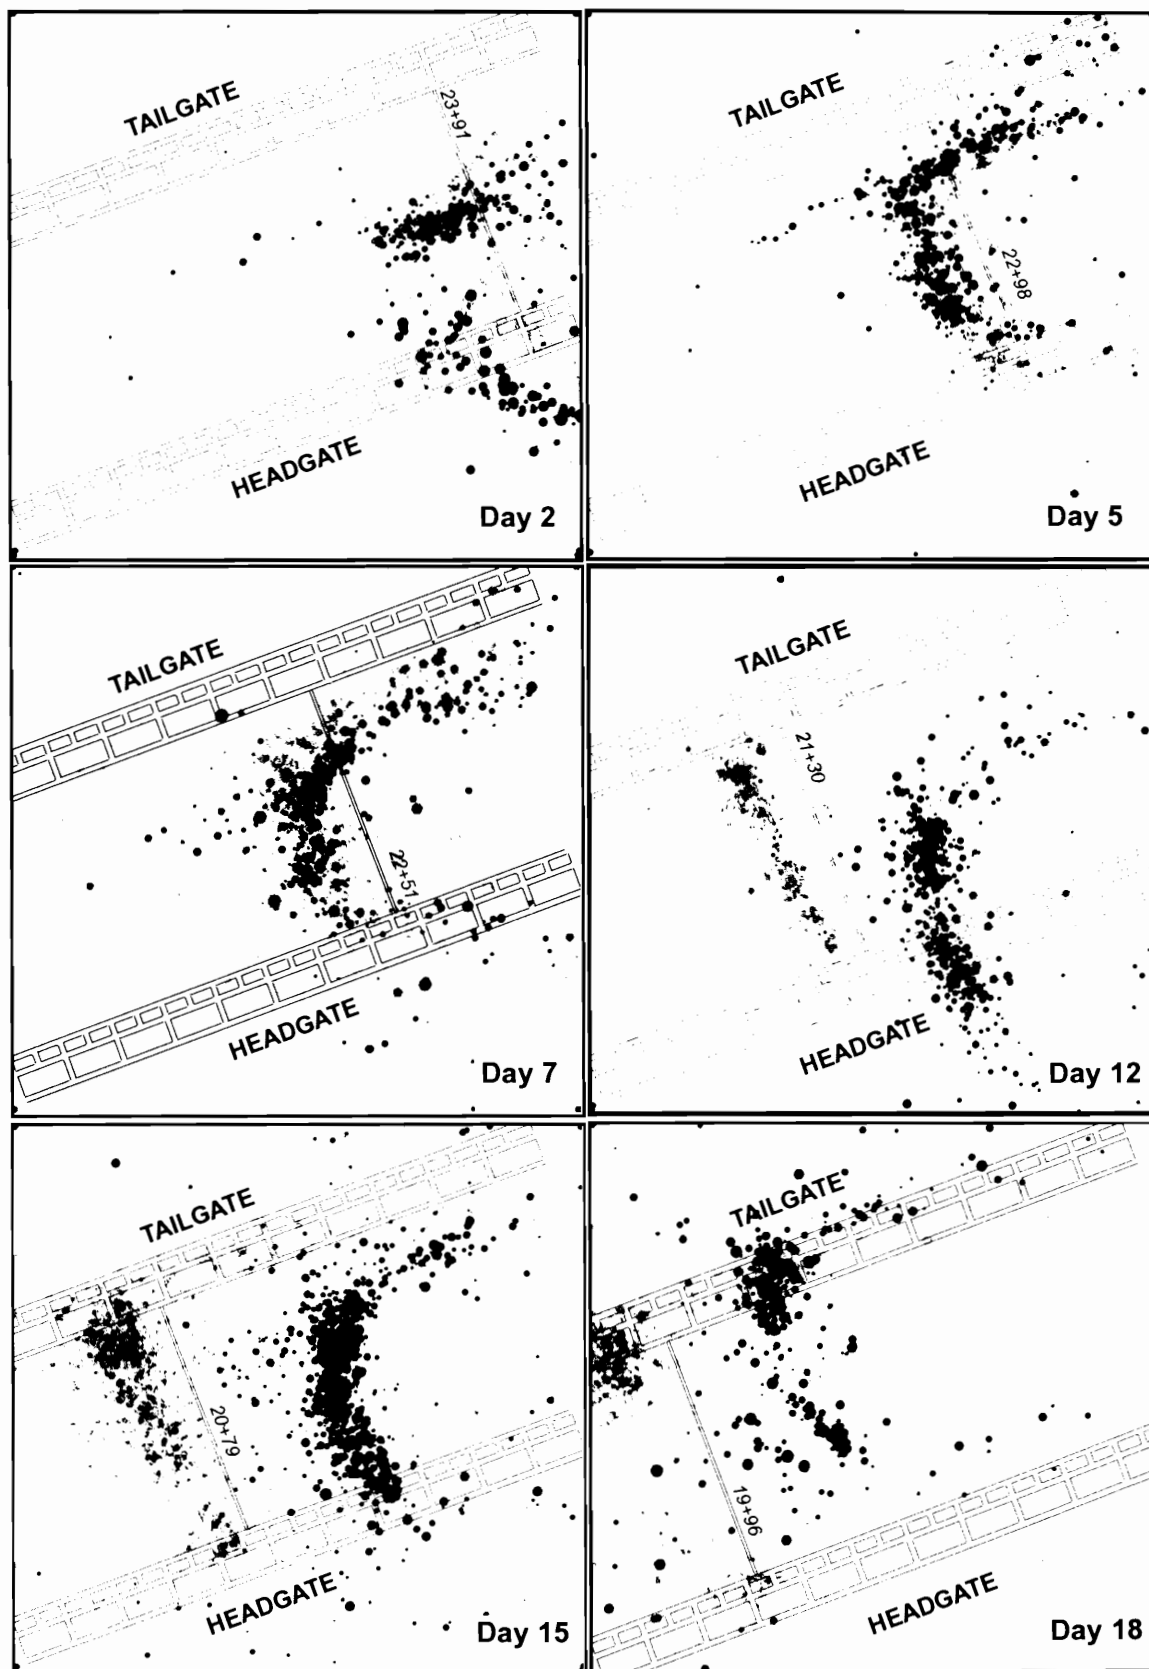 TAILGATE
23+91
HEADGATE
Day 2
TAILGATE
22+98
HEADGATE
Day 5
TAILGATE
22+51
HEADGATE
Day 7
TAILGATE
21+30
HEADGATE
Day 12
TAILGATE
20+79
HEADGATE
Day 15
TAILGATE
19+96
HEADGATE
Day 18